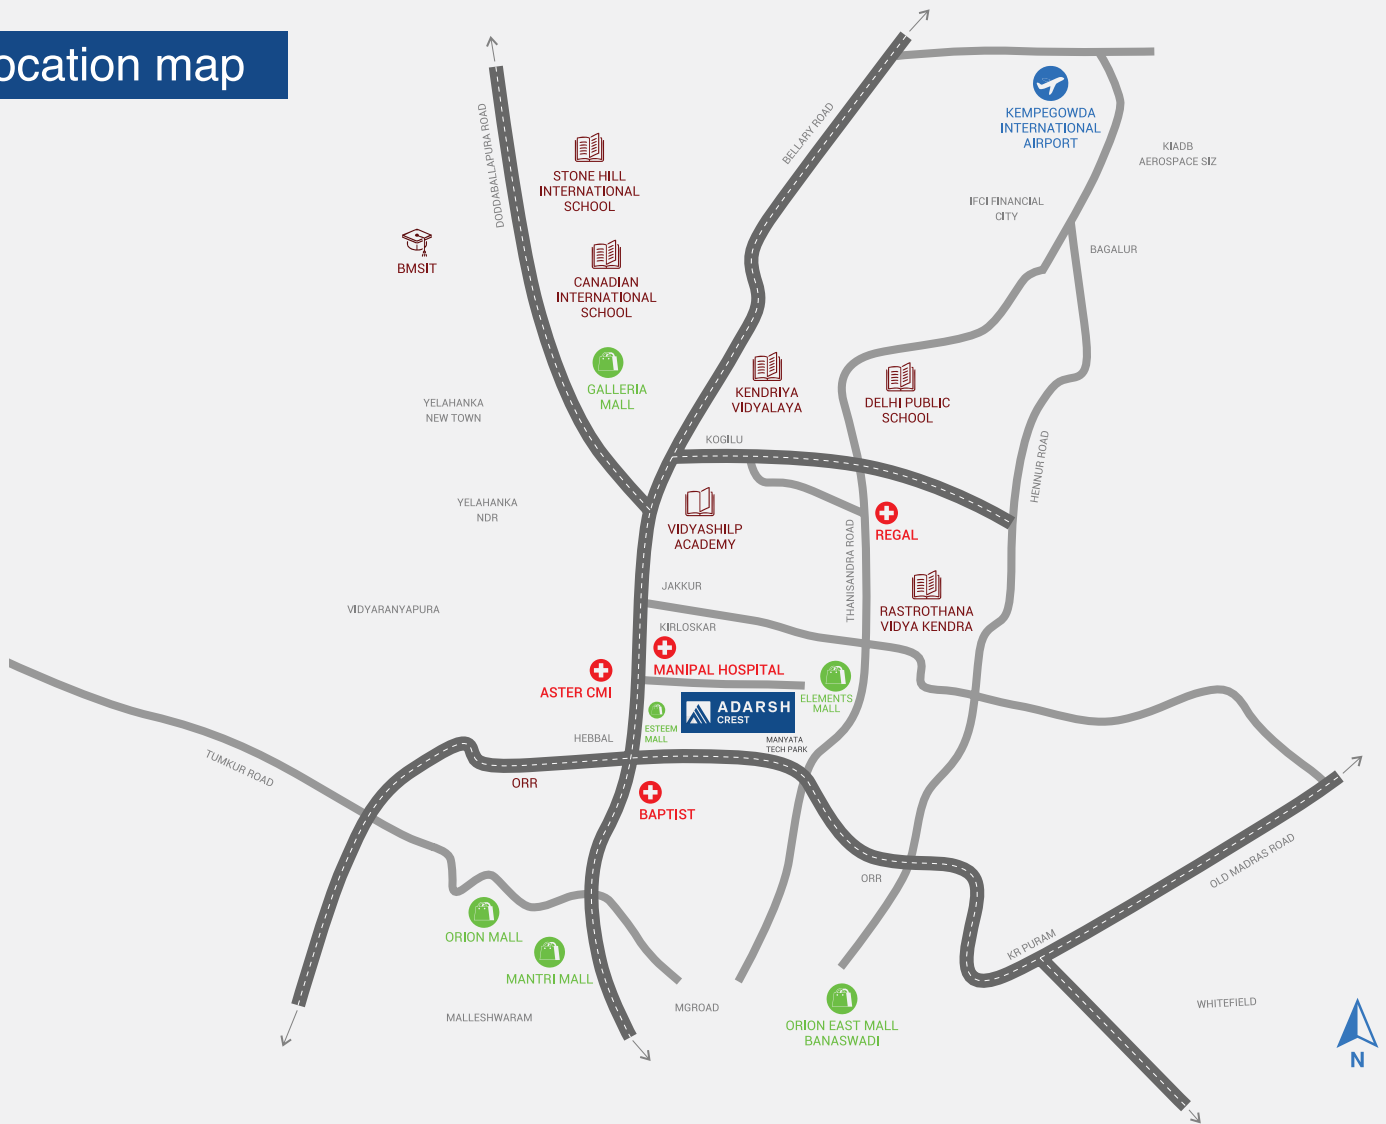 ocation map
DODDABALLAPURA ROAD
BELLARY ROAD
KEMPEGOWDA
INTERNATIONAL
AIRPORT
KIADB
AEROSPACE SIZ
STONE HILL
INTERNATIONAL
SCHOOL
IFCI FINANCIAL
CITY
BAGALUR
BMSIT
CANADIAN
INTERNATIONAL
SCHOOL
GALLERIA
MALL
KENDRIYA
VIDYALAYA
DELHI PUBLIC
SCHOOL
YELAHANKA
NEW TOWN
KOGILU
HENNUR ROAD
YELAHANKA
NDR
VIDYASHILP
ACADEMY
REGAL
THANISANDRA ROAD
JAKKUR
VIDYARANYAPURA
RASTROTHANA
VIDYA KENDRA
KIRLOSKAR
MANIPAL HOSPITAL
ASTER CMI
ELEMENTS
MALL
ADARSH
CREST
ESTEEM
MALL
HEBBAL
MANYATA
TECH PARK
TUMKUR ROAD
ORR
BAPTIST
ORR
OLD MADRAS ROAD
ORION MALL
KR PURAM
MANTRI MALL
MALLESHWARAM
MGROAD
ORION EAST MALL
BANASWADI
WHITEFIELD
N